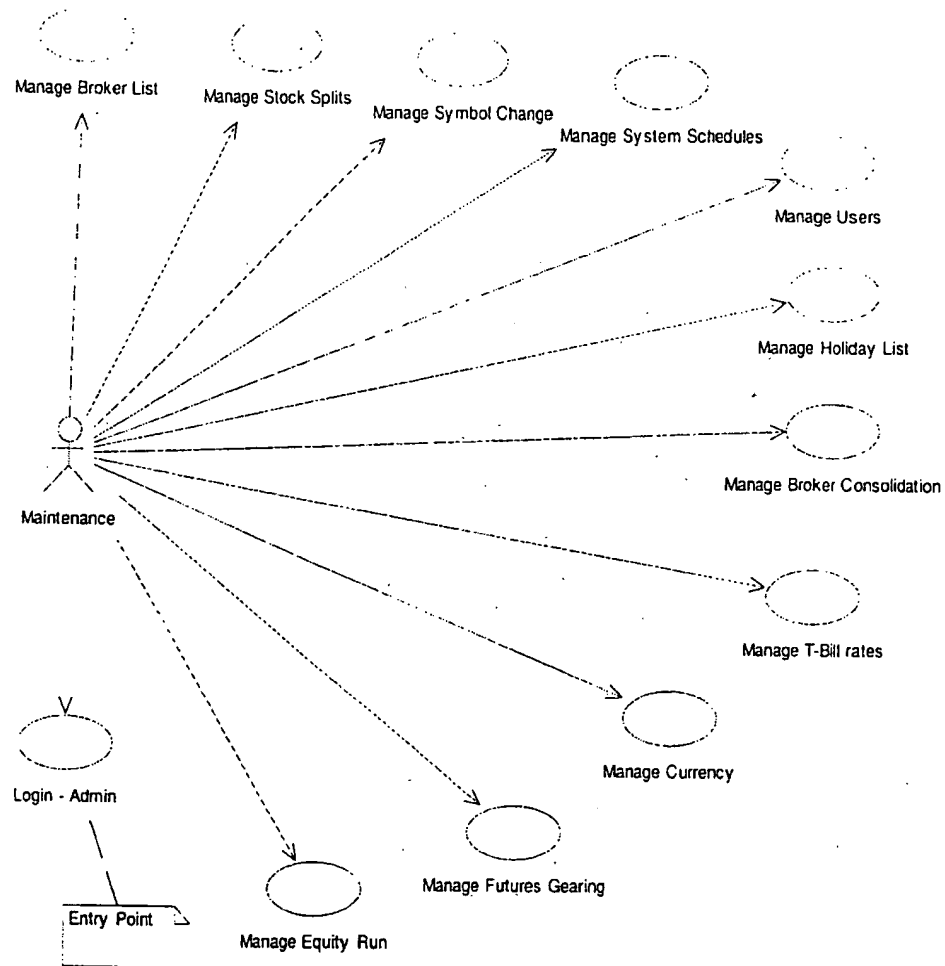 Manage Broker List
Manage Stock Splits
Manage Symbol Change
Manage System Schedules
Manage Users
Manage Holiday List
Manage Broker Consolidation
Maintenance
Manage T-Bill rates
Manage Currency
Login - Admin
Manage Futures Gearing
Entry Point
Manage Equity Run